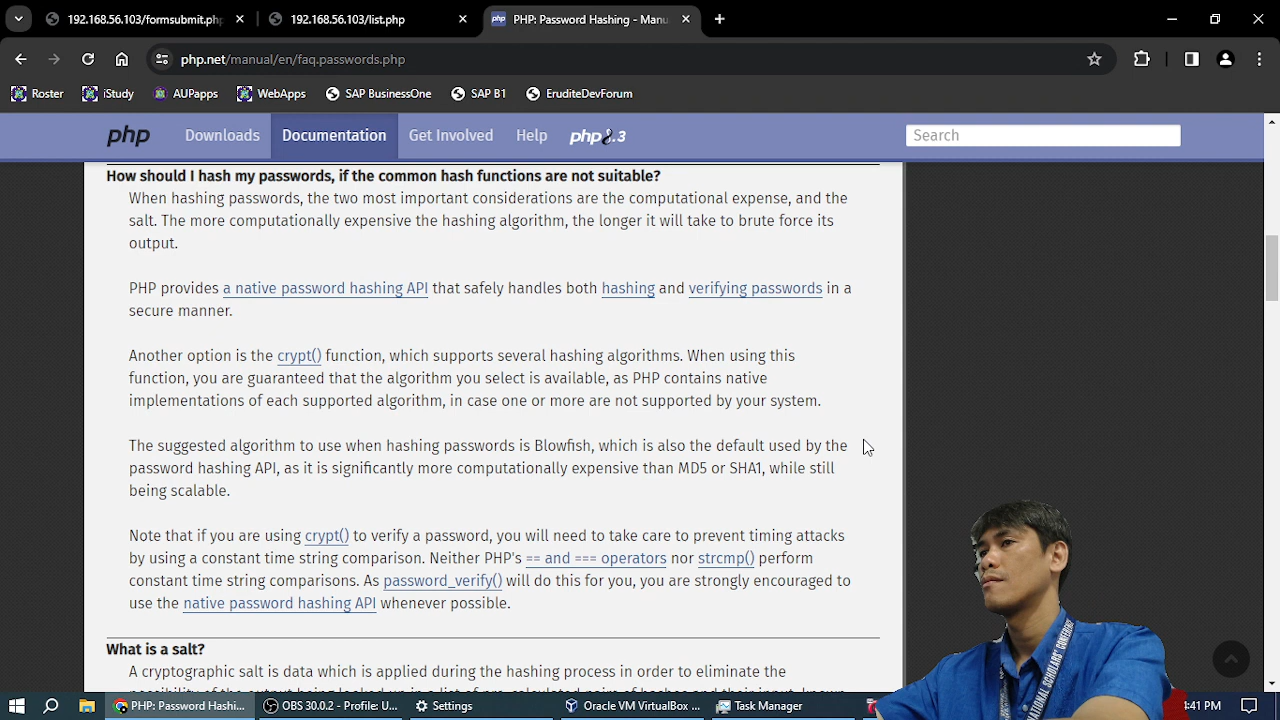 192.168.56.103/formsubmit.php
192.168.56.103/list.php
PHP: Password Hashing - Manu
php.net/manual/en/faq.passwords.php
Roster
iStudy
AUPapps
WebApps
SAP BusinessOne
SAP B1
EruditeDevForum
php
Downloads
Documentation
Get Involved
Help
php8.3
Search
How should I hash my passwords, if the common hash functions are not suitable?
When hashing passwords, the two most important considerations are the computational expense, and the
salt. The more computationally expensive the hashing algorithm, the longer it will take to brute force its
output.
PHP provides a native password hashing API that safely handles both hashing and verifying passwords in a
secure manner.
Another option is the crypt() function, which supports several hashing algorithms. When using this
function, you are guaranteed that the algorithm you select is available, as PHP contains native
implementations of each supported algorithm, in case one or more are not supported by your system.
The suggested algorithm to use when hashing passwords is Blowfish, which is also the default used by the
password hashing API, as it is significantly more computationally expensive than MD5 or SHA1, while still
being scalable.
Note that if you are using crypt() to verify a password, you will need to take care to prevent timing attacks
by using a constant time string comparison. Neither PHP's == and === operators nor strcmp() perform
constant time string comparisons. As password_verify() will do this for you, you are strongly encouraged to
use the native password hashing API whenever possible.
What is a salt?
A cryptographic salt is data which is applied during the hashing process in order to eliminate the
PHP: Password Hashi...
OBS 30.0.2 - Profile: U...
Settings
Oracle VM VirtualBox ...
Task Manager
:41 PM